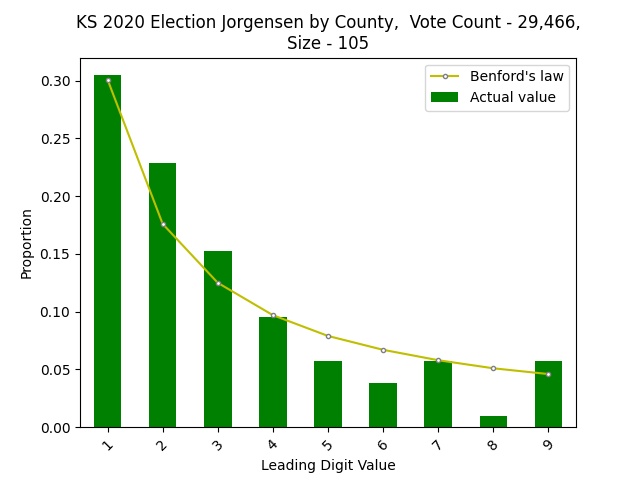 KS 2020 Election Jorgensen by County,  Vote Count - 29,466,
Size - 105
Benford's law
Actual value
0.30
0.25
0.20
0.15
0.10
0.05
0.00
Proportion
1 2 3 4 5 6 7 8 9
Leading Digit Value